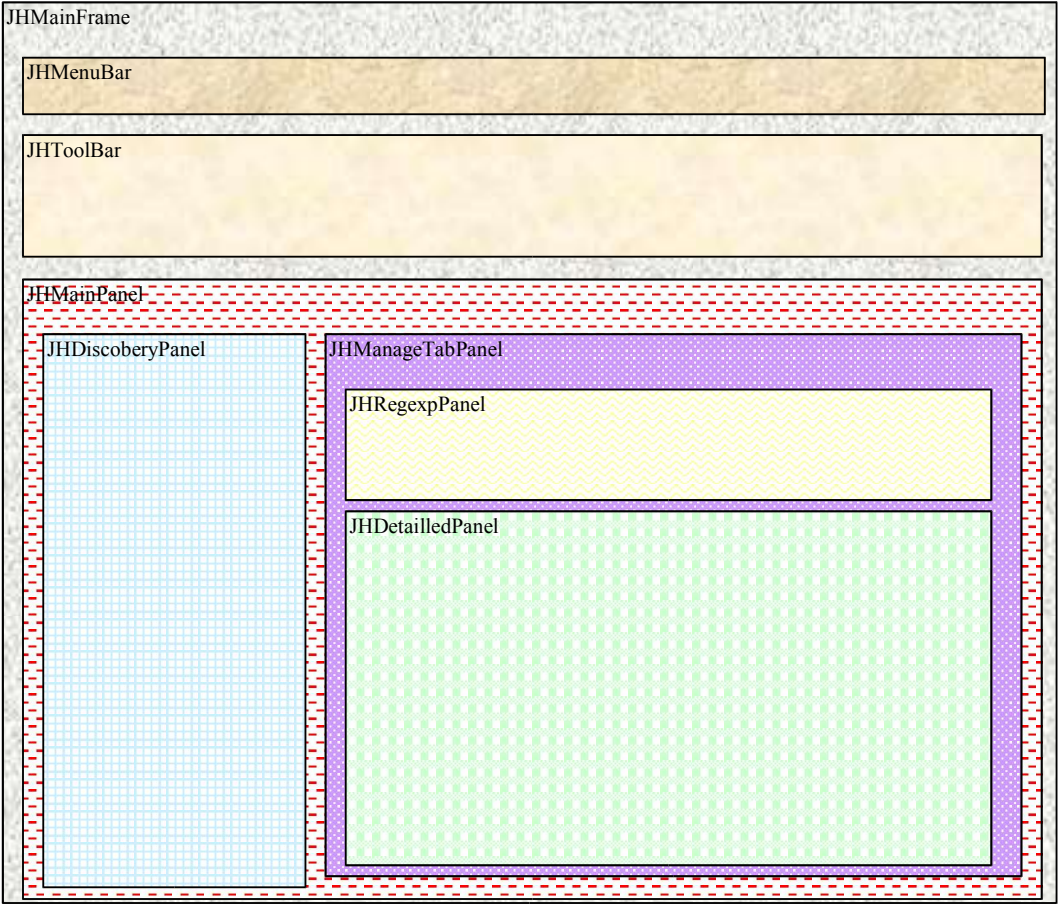 JHMainFrame
JHMenuBar
JHToolBar
JHMainPanel
JHDiscoberyPanel
JHManageTabPanel
JHRegexpPanel
JHDetailledPanel